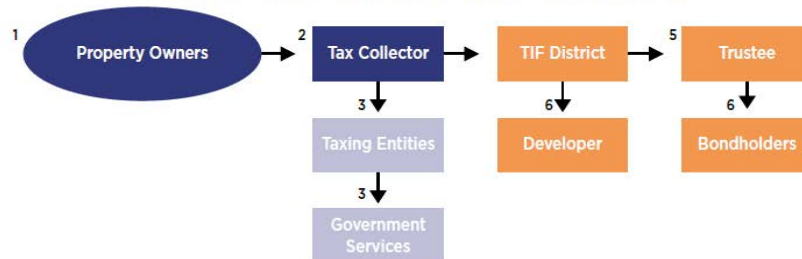 1
Property Owners
2
Tax Collector
TIF District
5
Trustee
3
Taxing Entities
6
Developer
6
Bondholders
3
Government
Services